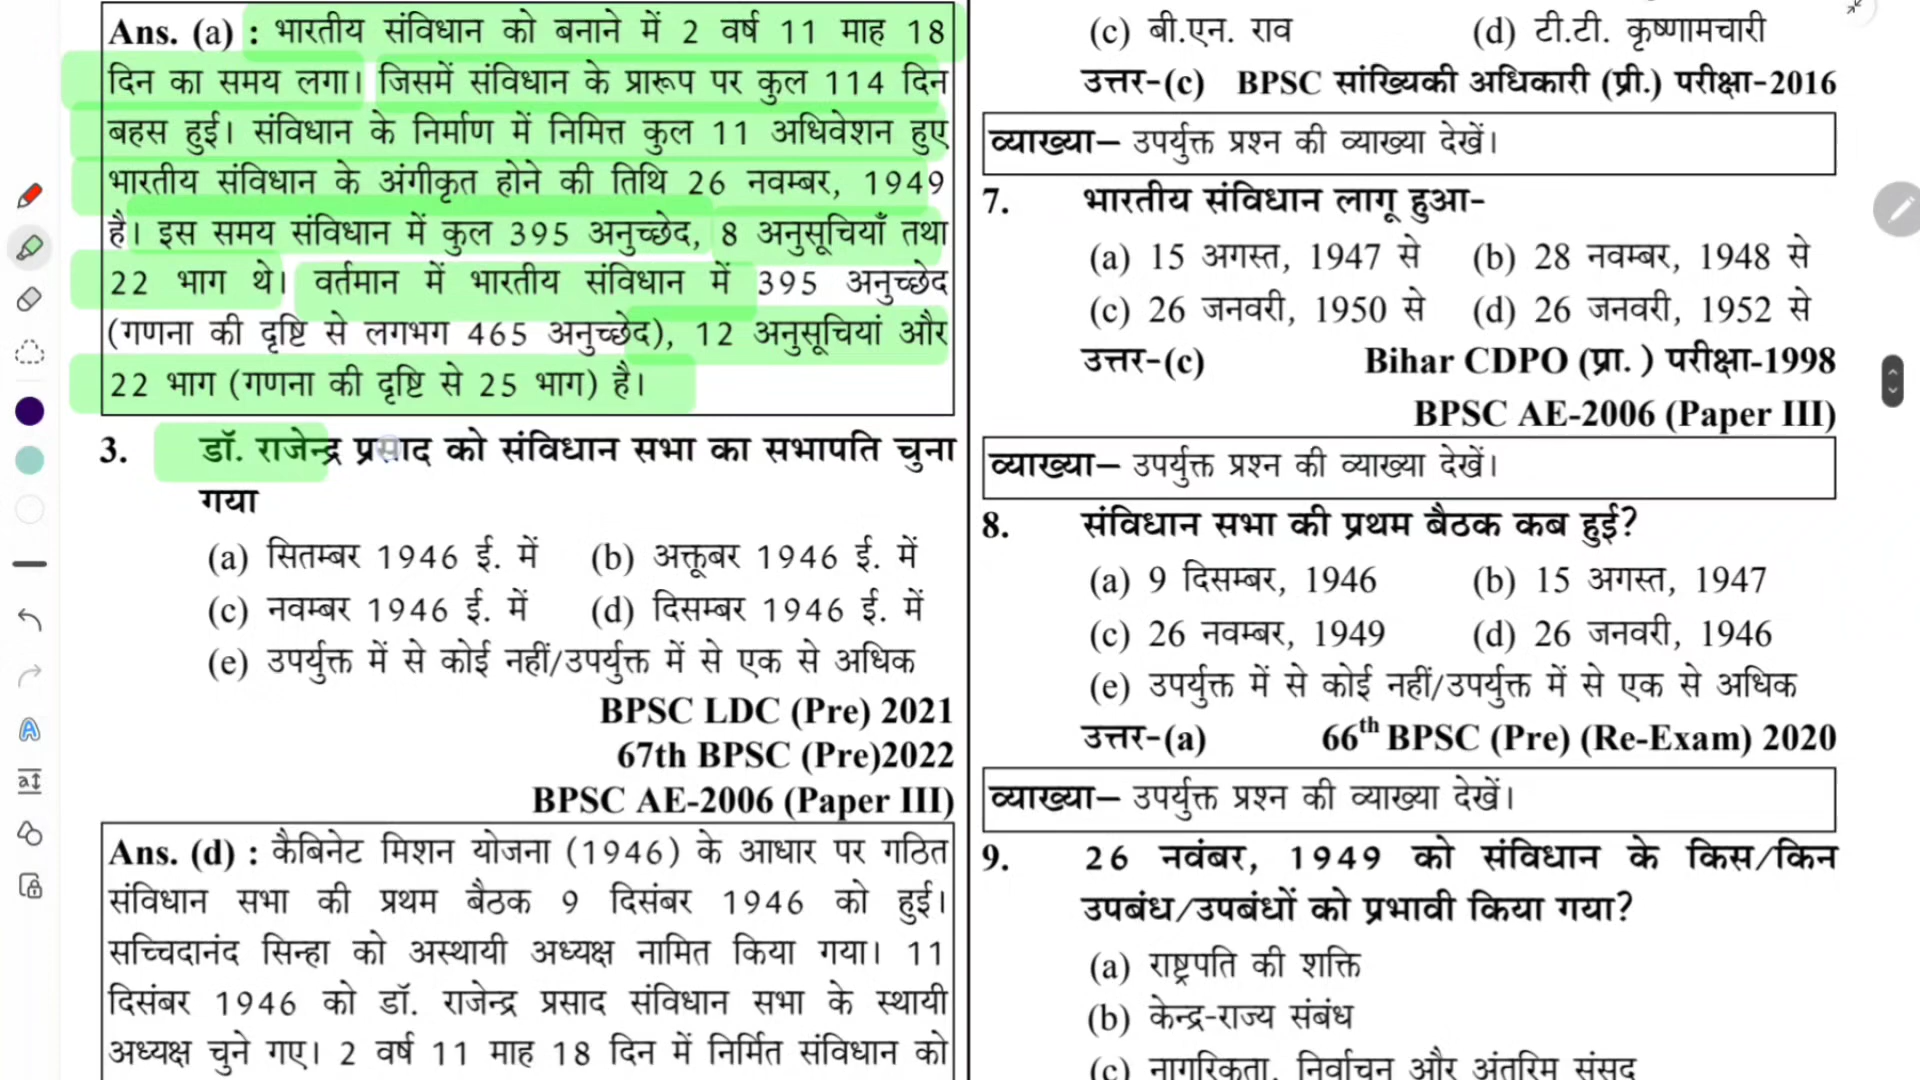 Ans. (a) : भारतीय संविधान को बनाने में 2 वर्ष 11 माह 18
दिन का समय लगा। जिसमें संविधान के प्रारूप पर कुल 114 दिन
बहस हुई। संविधान के निर्माण में निमित्त कुल 11 अधिवेशन हुए
भारतीय संविधान के अंगीकृत होने की तिथि 26 नवम्बर, 1949
है। इस समय संविधान में कुल 395 अनुच्छेद, 8 अनुसूचियाँ तथा
22 भाग थे। वर्तमान में भारतीय संविधान में 395 अनुच्छेद
(गणना की दृष्टि से लगभग 465 अनुच्छेद), 12 अनुसूचियां और
22 भाग (गणना की दृष्टि से 25 भाग) है।
3. डॉ. राजेन्द्र प्रसाद को संविधान सभा का सभापति चुना
गया
(a) सितम्बर 1946 ई. में (b) अक्तूबर 1946 ई. में
(c) नवम्बर 1946 ई. में (d) दिसम्बर 1946 ई. में
(e) उपर्युक्त में से कोई नहीं/उपर्युक्त में से एक से अधिक
BPSC LDC (Pre) 2021
67th BPSC (Pre)2022
BPSC AE-2006 (Paper III)
Ans. (d) : कैबिनेट मिशन योजना (1946) के आधार पर गठित
संविधान सभा की प्रथम बैठक 9 दिसंबर 1946 को हुई।
सच्चिदानंद सिन्हा को अस्थायी अध्यक्ष नामित किया गया। 11
दिसंबर 1946 को डॉ. राजेन्द्र प्रसाद संविधान सभा के स्थायी
अध्यक्ष चुने गए। 2 वर्ष 11 माह 18 दिन में निर्मित संविधान को
(c) बी.एन. राव (d) टी.टी. कृष्णामचारी
उत्तर-(c) BPSC सांख्यिकी अधिकारी (प्री.) परीक्षा-2016
व्याख्या– उपर्युक्त प्रश्न की व्याख्या देखें।
7. भारतीय संविधान लागू हुआ-
(a) 15 अगस्त, 1947 से (b) 28 नवम्बर, 1948 से
(c) 26 जनवरी, 1950 से (d) 26 जनवरी, 1952 से
उत्तर-(c) Bihar CDPO (प्रा. ) परीक्षा-1998
BPSC AE-2006 (Paper III)
व्याख्या– उपर्युक्त प्रश्न की व्याख्या देखें।
8. संविधान सभा की प्रथम बैठक कब हुई?
(a) 9 दिसम्बर, 1946 (b) 15 अगस्त, 1947
(c) 26 नवम्बर, 1949 (d) 26 जनवरी, 1946
(e) उपर्युक्त में से कोई नहीं/उपर्युक्त में से एक से अधिक
उत्तर-(a) 66th BPSC (Pre) (Re-Exam) 2020
व्याख्या– उपर्युक्त प्रश्न की व्याख्या देखें।
9. 26 नवंबर, 1949 को संविधान के किस/किन
उपबंध/उपबंधों को प्रभावी किया गया?
(a) राष्ट्रपति की शक्ति
(b) केन्द्र-राज्य संबंध
(c) नागरिकता, निर्वाचन और अंतरिम संसद